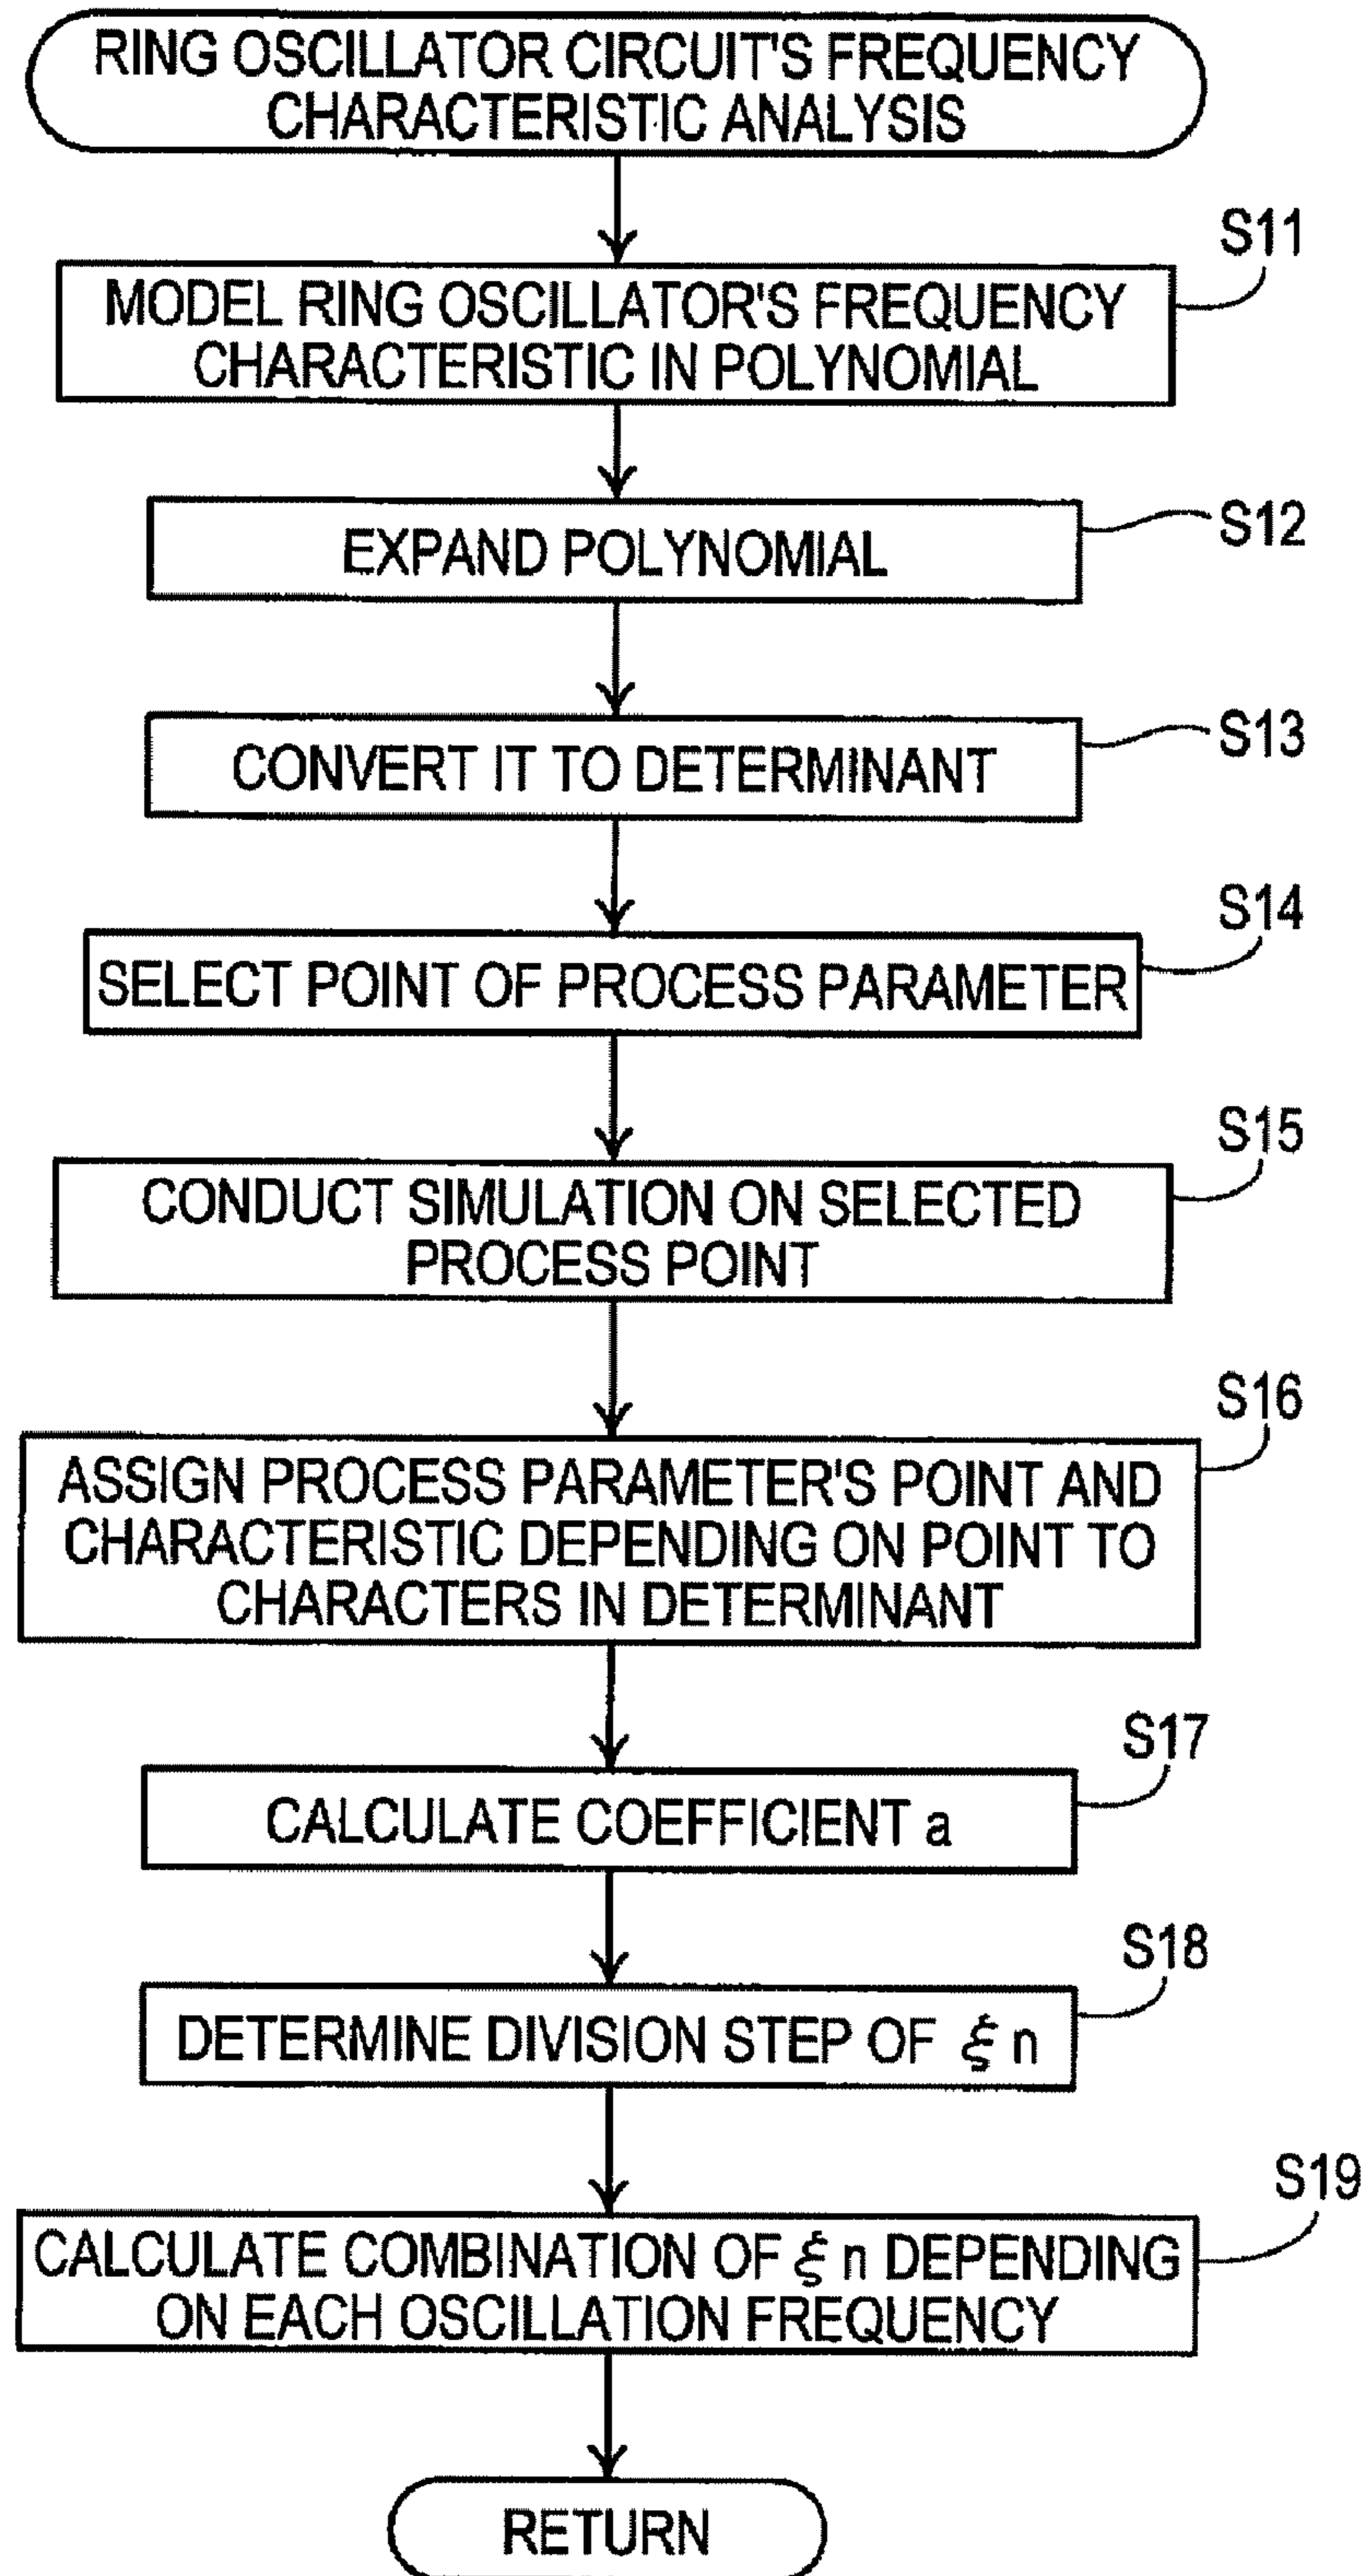 RING OSCILLATOR CIRCUIT'S FREQUENCY
CHARACTERISTIC ANALYSIS
S11
MODEL RING OSCILLATOR'S FREQUENCY
CHARACTERISTIC IN POLYNOMIAL
S12
EXPAND POLYNOMIAL
S13
CONVERT IT TO DETERMINANT
S14
SELECT POINT OF PROCESS PARAMETER
S15
CONDUCT SIMULATION ON SELECTED
PROCESS POINT
S16
ASSIGN PROCESS PARAMETER'S POINT AND
CHARACTERISTIC DEPENDING ON POINT TO
CHARACTERS IN DETERMINANT
S17
CALCULATE COEFFICIENT a
S18
DETERMINE DIVISION STEP OF ξ n
S19
CALCULATE COMBINATION OF ξ n DEPENDING
ON EACH OSCILLATION FREQUENCY
RETURN